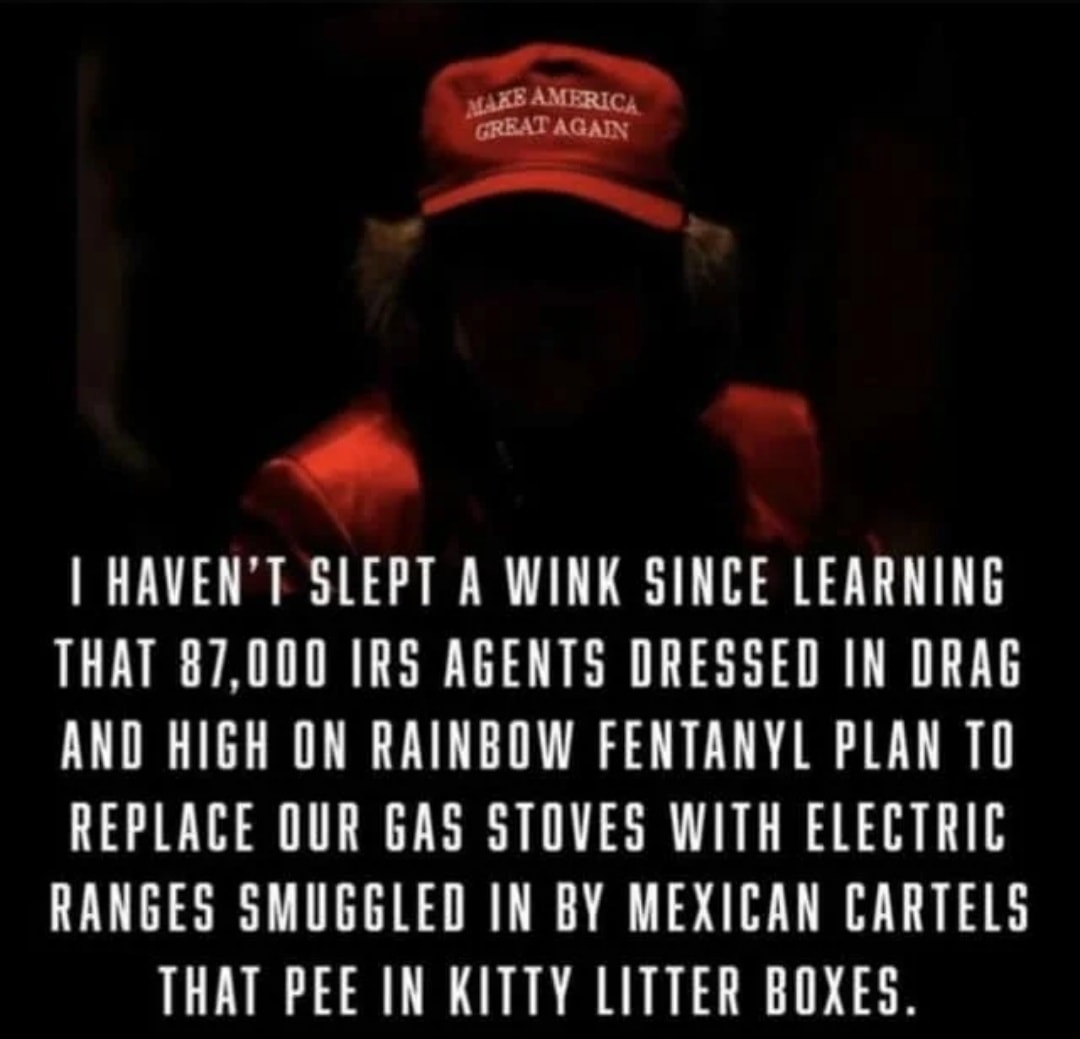 MAKE AMERICA
GREAT AGAIN
I HAVEN'T SLEPT A WINK SINCE LEARNING
THAT 87,000 IRS AGENTS DRESSED IN DRAG
AND HIGH ON RAINBOW FENTANYL PLAN TO
REPLACE OUR GAS STOVES WITH ELECTRIC
RANGES SMUGGLED IN BY MEXICAN CARTELS
THAT PEE IN KITTY LITTER BOXES.